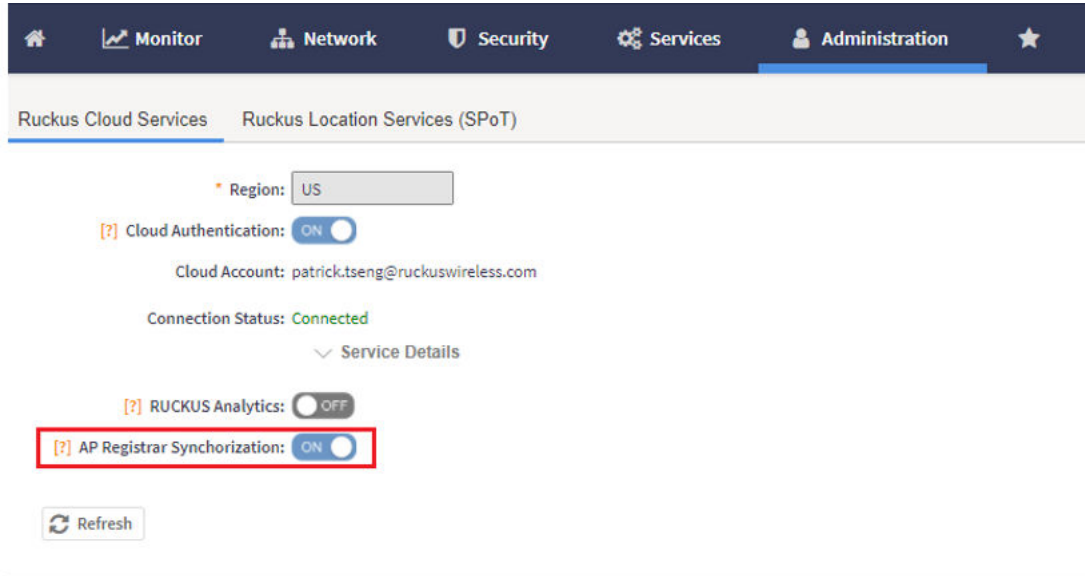 Monitor Network Security Services Administration
Ruckus Cloud Services Ruckus Location Services (SPoT)
* Region: US
[?] Cloud Authentication: ON
Cloud Account: patrick.tseng@ruckuswireless.com
Connection Status: Connected
Service Details
[?] RUCKUS Analytics: OFF
[?] AP Registrar Synchorization: ON
Refresh